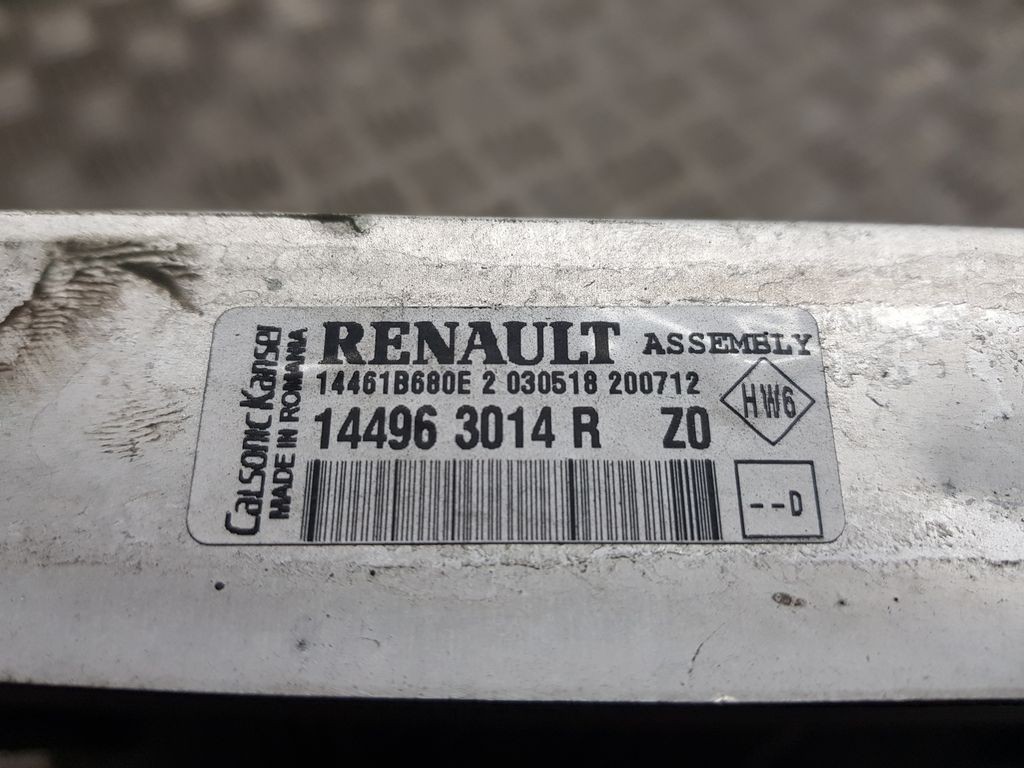 Calsonic Kansei
MADE IN ROMANIA
RENAULT ASSEMBLY
14461B680E 2 030518 200712
14496 3014 R Z0
HW6
--D